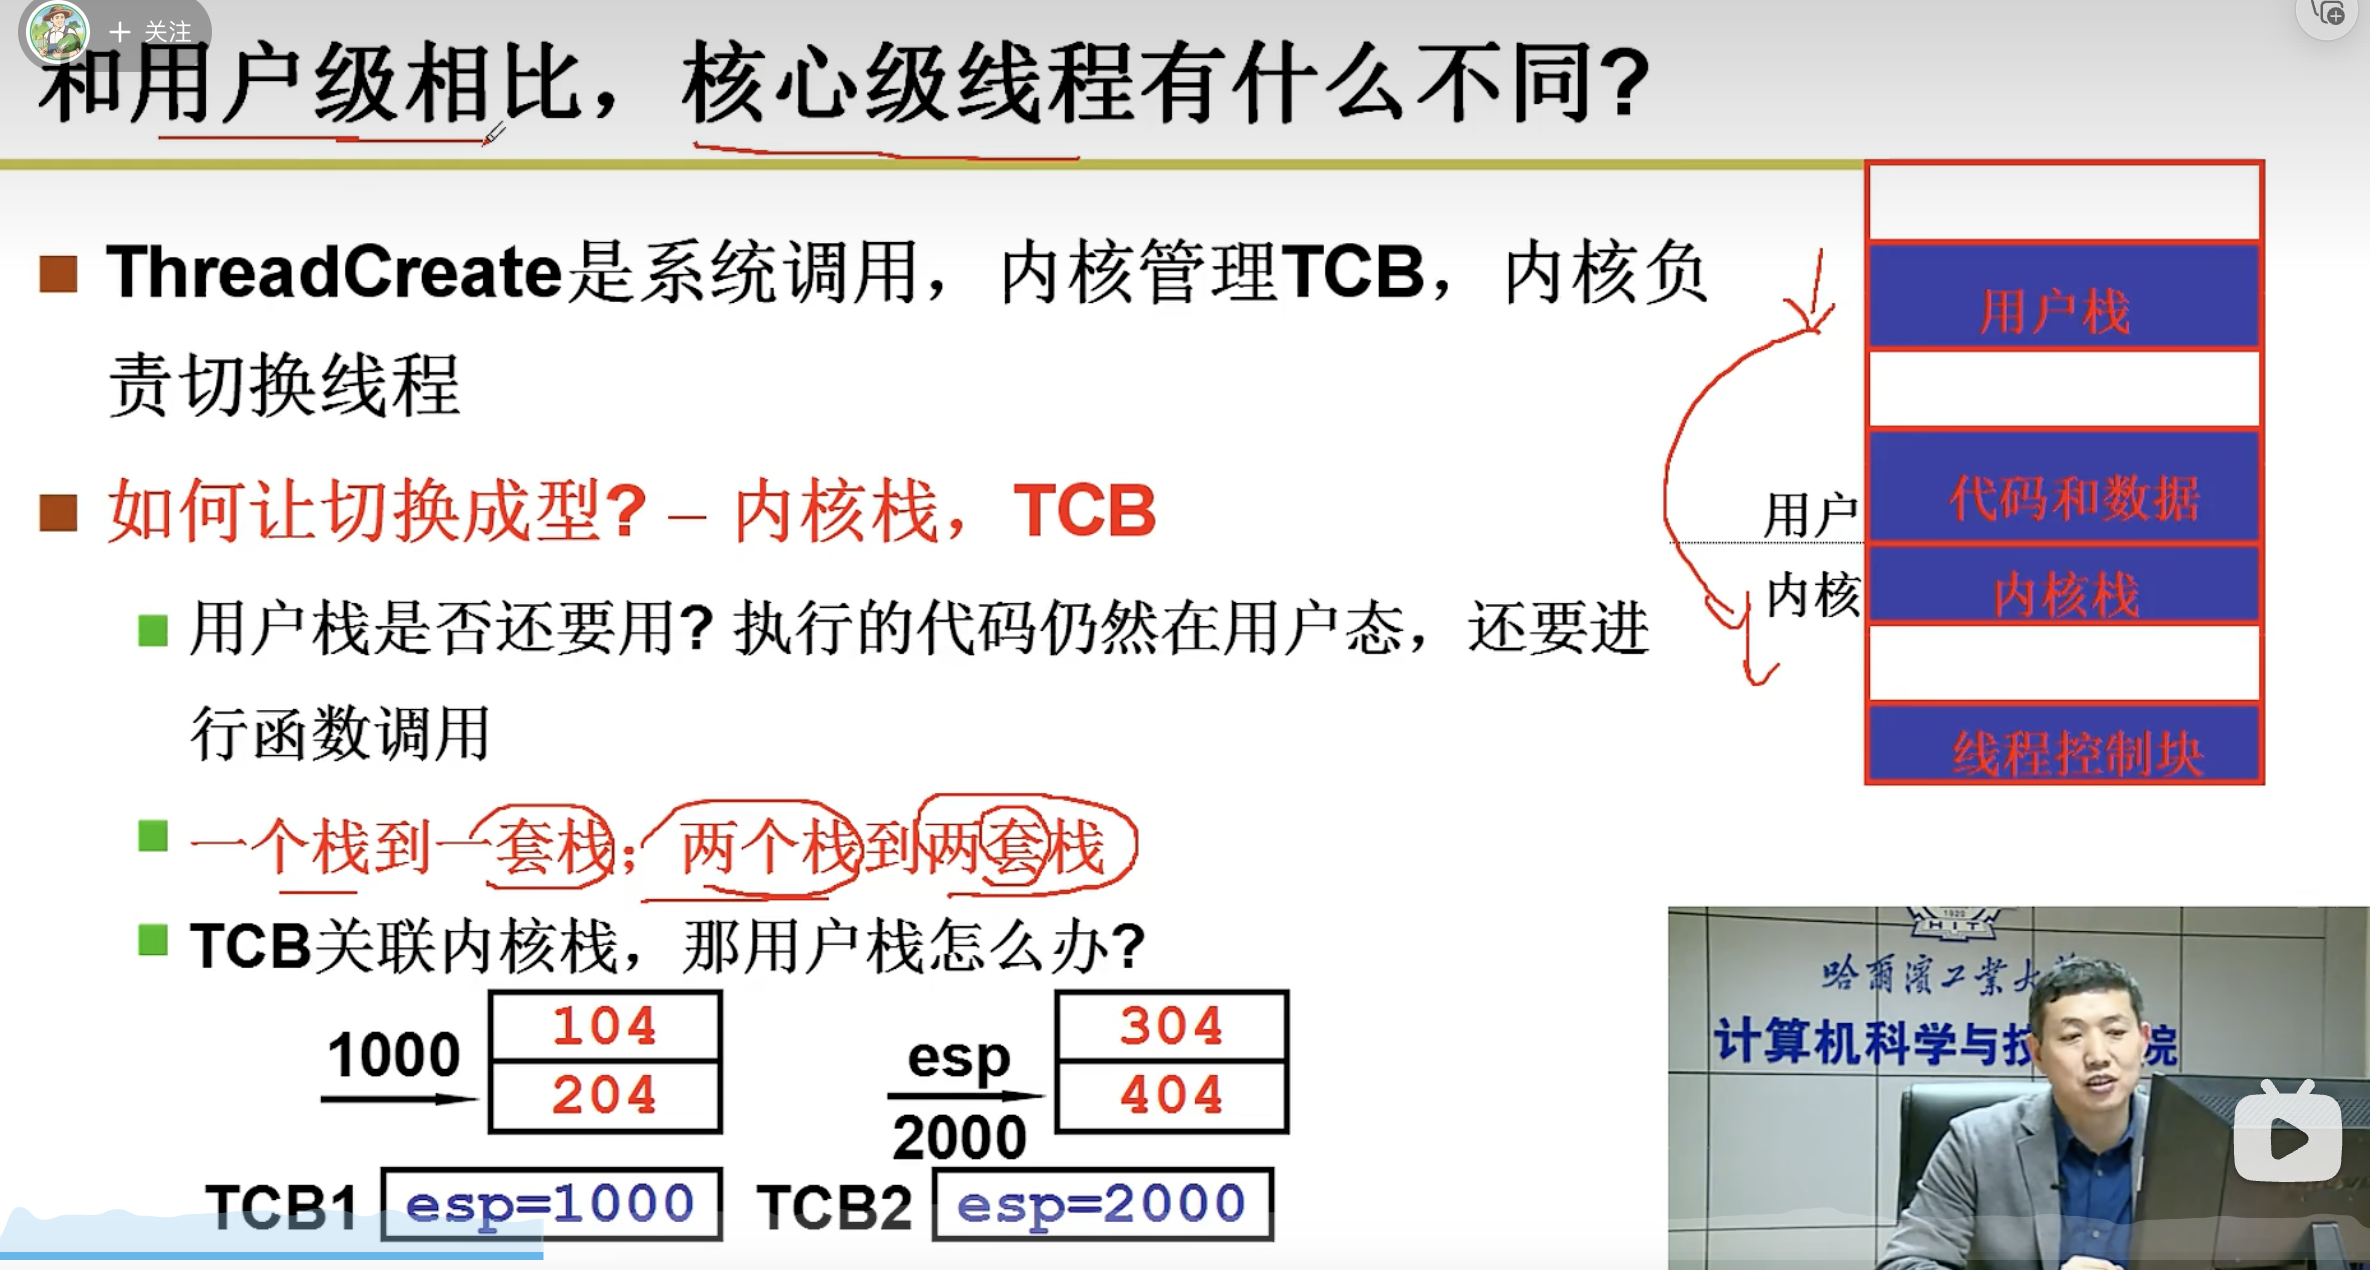 + 关注
和用户级相比，核心级线程有什么不同?
ThreadCreate是系统调用，内核管理TCB，内核负
责切换线程
如何让切换成型? – 内核栈，TCB
用户栈是否还要用? 执行的代码仍然在用户态，还要进
行函数调用
一个栈到一套栈；两个栈到两套栈
TCB关联内核栈，那用户栈怎么办?
1000
104
204
esp
2000
304
404
TCB1
esp=1000
TCB2
esp=2000
用户栈
代码和数据
用户
内核
内核栈
线程控制块
1920
HIT
哈爾濱工業大
计算机科学与技
院